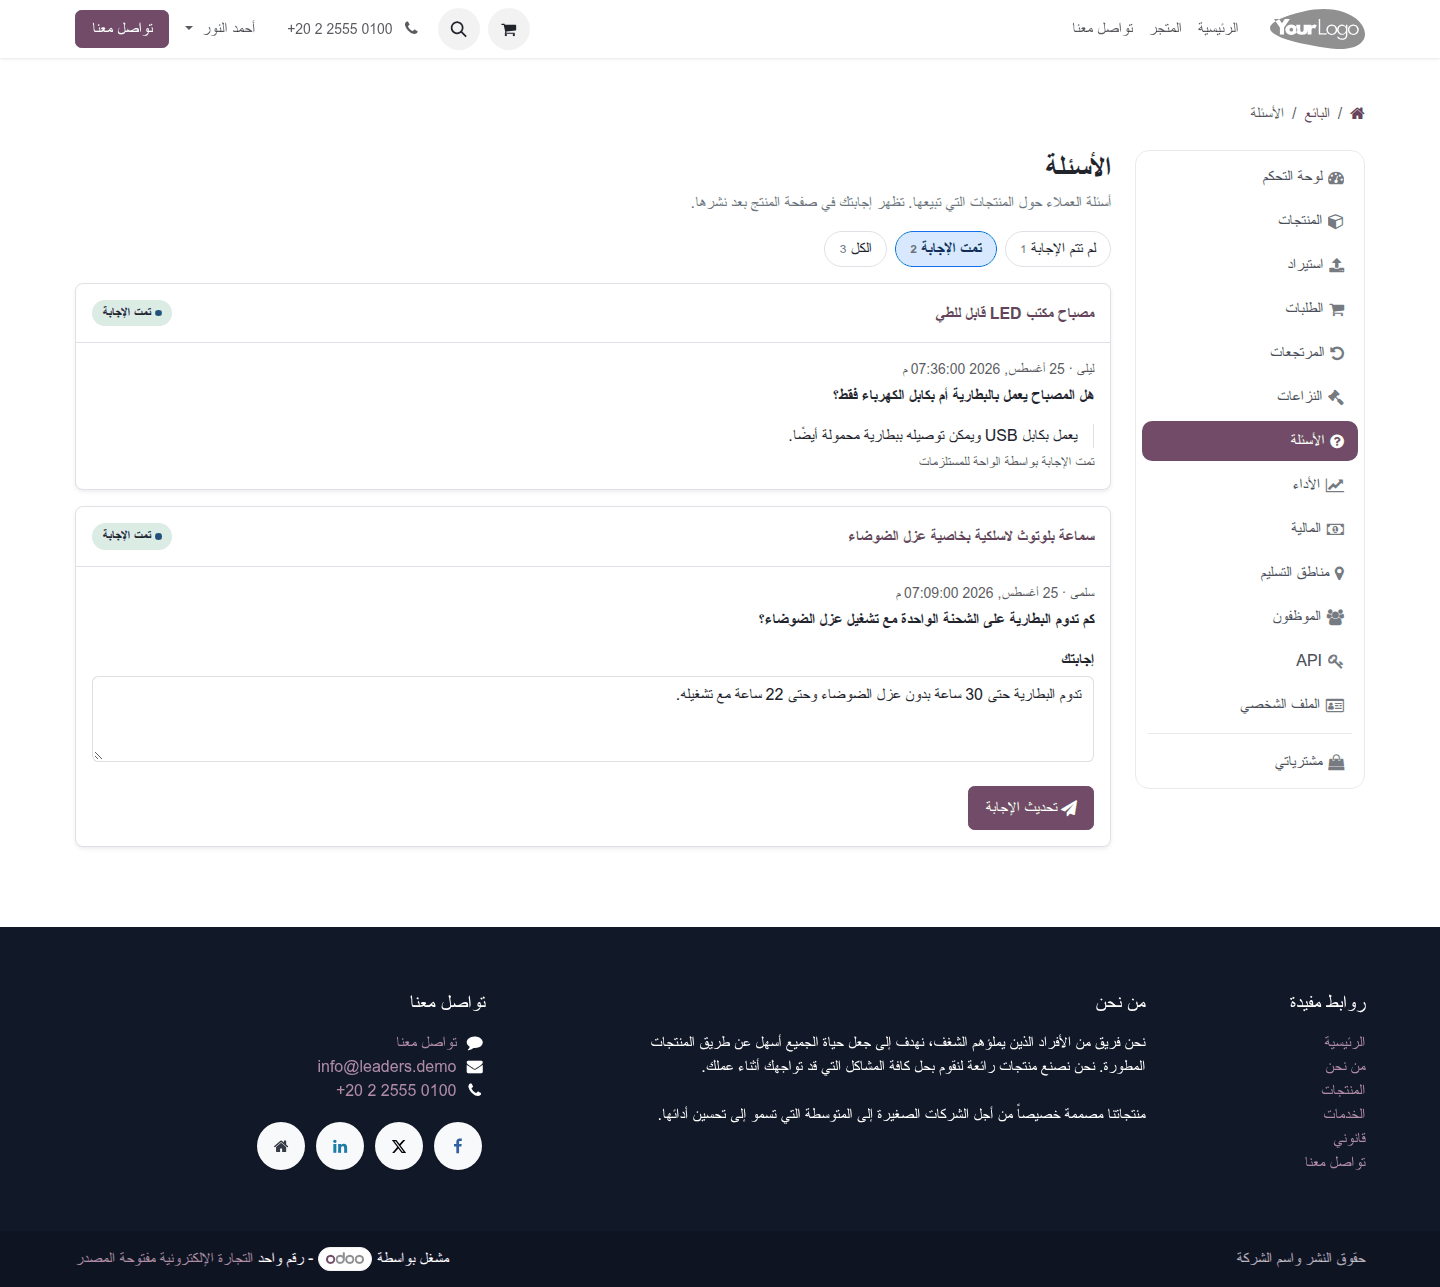 YourLogo
الرئيسية
المتجر
تواصل معنا
+20 2 2555 0100
أحمد النور
تواصل معنا
/ البائع / الأسئلة
لوحة التحكم
المنتجات
استيراد
الطلبات
المرتجعات
النزاعات
الأسئلة
الأداء
المالية
مناطق التسليم
الموظفون
API
الملف الشخصي
مشترياتي
الأسئلة
أسئلة العملاء حول المنتجات التي تبيعها. تظهر إجابتك في صفحة المنتج بعد نشرها.
لم تتم الإجابة 1
تمت الإجابة 2
الكل 3
مصباح مكتب LED قابل للطي
تمت الإجابة
ليلى · 25 أغسطس, 2026 07:36:00 م
هل المصباح يعمل بالبطارية أم بكابل الكهرباء فقط؟
يعمل بكابل USB ويمكن توصيله ببطارية محمولة أيضًا.
تمت الإجابة بواسطة الواحة للمستلزمات
سماعة بلوتوث لاسلكية بخاصية عزل الضوضاء
تمت الإجابة
سلمى · 25 أغسطس, 2026 07:09:00 م
كم تدوم البطارية على الشحنة الواحدة مع تشغيل عزل الضوضاء؟
إجابتك
تدوم البطارية حتى 30 ساعة بدون عزل الضوضاء وحتى 22 ساعة مع تشغيله.
تحديث الإجابة
روابط مفيدة
الرئيسية
من نحن
المنتجات
الخدمات
قانوني
تواصل معنا
من نحن
نحن فريق من الأفراد الذين يملؤهم الشغف، نهدف إلى جعل حياة الجميع أسهل عن طريق المنتجات
المطورة. نحن نصنع منتجات رائعة لنقوم بحل كافة المشاكل التي قد تواجهك أثناء عملك.
منتجاتنا مصممة خصيصاً من أجل الشركات الصغيرة إلى المتوسطة التي تسمو إلى تحسين أدائها.
تواصل معنا
تواصل معنا
info@leaders.demo
+20 2 2555 0100
حقوق النشر واسم الشركة
مشغل بواسطة odoo - رقم واحد التجارة الإلكترونية مفتوحة المصدر